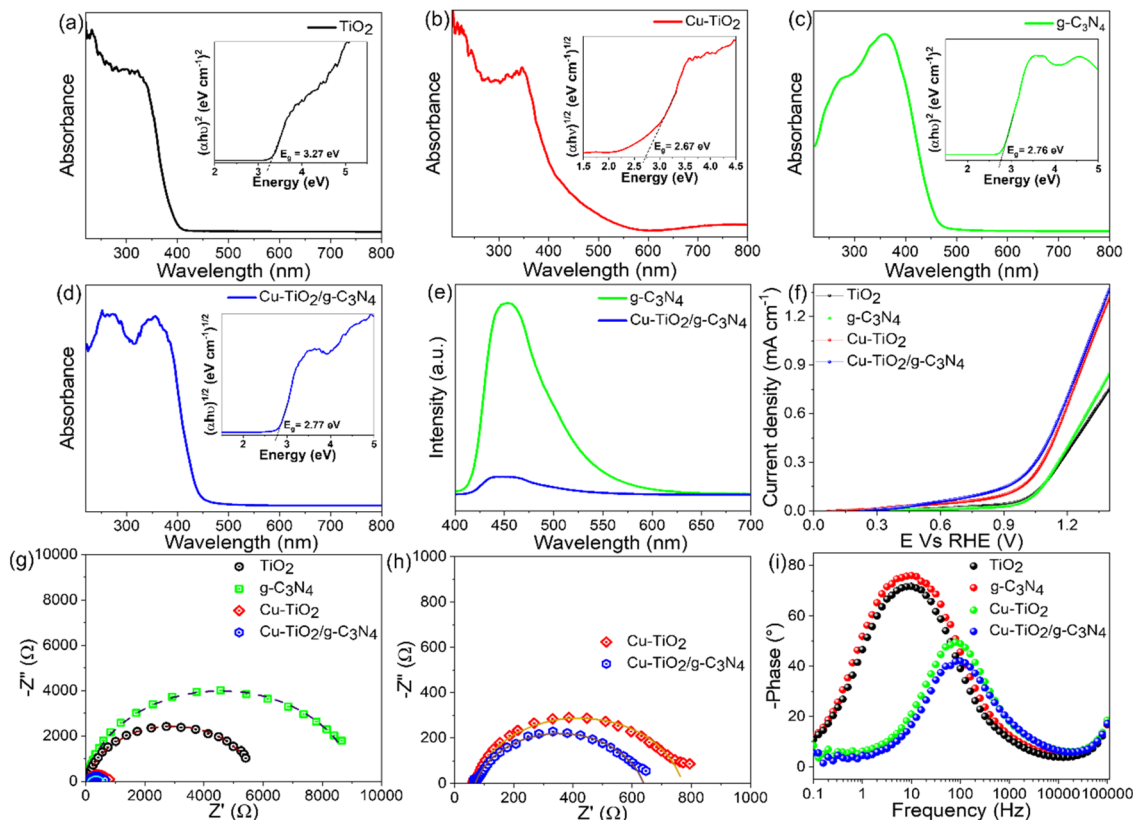 (a)
TiO2
Absorbance
(αhυ)^2 (eV cm^-1)^2
Eg = 3.27 eV
2 3 4 5
Energy (eV)
300 400 500 600 700 800
Wavelength (nm)
(b)
Cu-TiO2
Absorbance
(αhν)^1/2 (eV cm^-1)^1/2
Eg = 2.67 eV
1.5 2.0 2.5 3.0 3.5 4.0 4.5
Energy (eV)
300 400 500 600 700 800
Wavelength (nm)
(c)
g-C3N4
Absorbance
(αhυ)^2 (eV cm^-1)^2
Eg = 2.76 eV
2 3 4 5
Energy (eV)
300 400 500 600 700 800
Wavelength (nm)
(d)
Cu-TiO2/g-C3N4
Absorbance
(αhυ)^1/2 (eV cm^-1)^1/2
Eg= 2.77 eV
2 3 4 5
Energy (eV)
300 400 500 600 700 800
Wavelength (nm)
(e)
g-C3N4
Cu-TiO2/g-C3N4
Intensity (a.u.)
400 450 500 550 600 650 700
Wavelength (nm)
(f)
TiO2
g-C3N4
Cu-TiO2
Cu-TiO2/g-C3N4
Current density (mA cm^-2)
1.2
0.9
0.6
0.3
0.0
0.0 0.3 0.6 0.9 1.2
E Vs RHE (V)
(g)
TiO2
g-C3N4
Cu-TiO2
Cu-TiO2/g-C3N4
-Z'' (Ω)
10000
8000
6000
4000
2000
0
0 2000 4000 6000 8000 10000
Z' (Ω)
(h)
Cu-TiO2
Cu-TiO2/g-C3N4
-Z'' (Ω)
1000
800
600
400
200
0
0 200 400 600 800 1000
Z' (Ω)
(i)
TiO2
g-C3N4
Cu-TiO2
Cu-TiO2/g-C3N4
-Phase (°)
80
60
40
20
0
0.1 1 10 100 1000 10000 100000
Frequency (Hz)